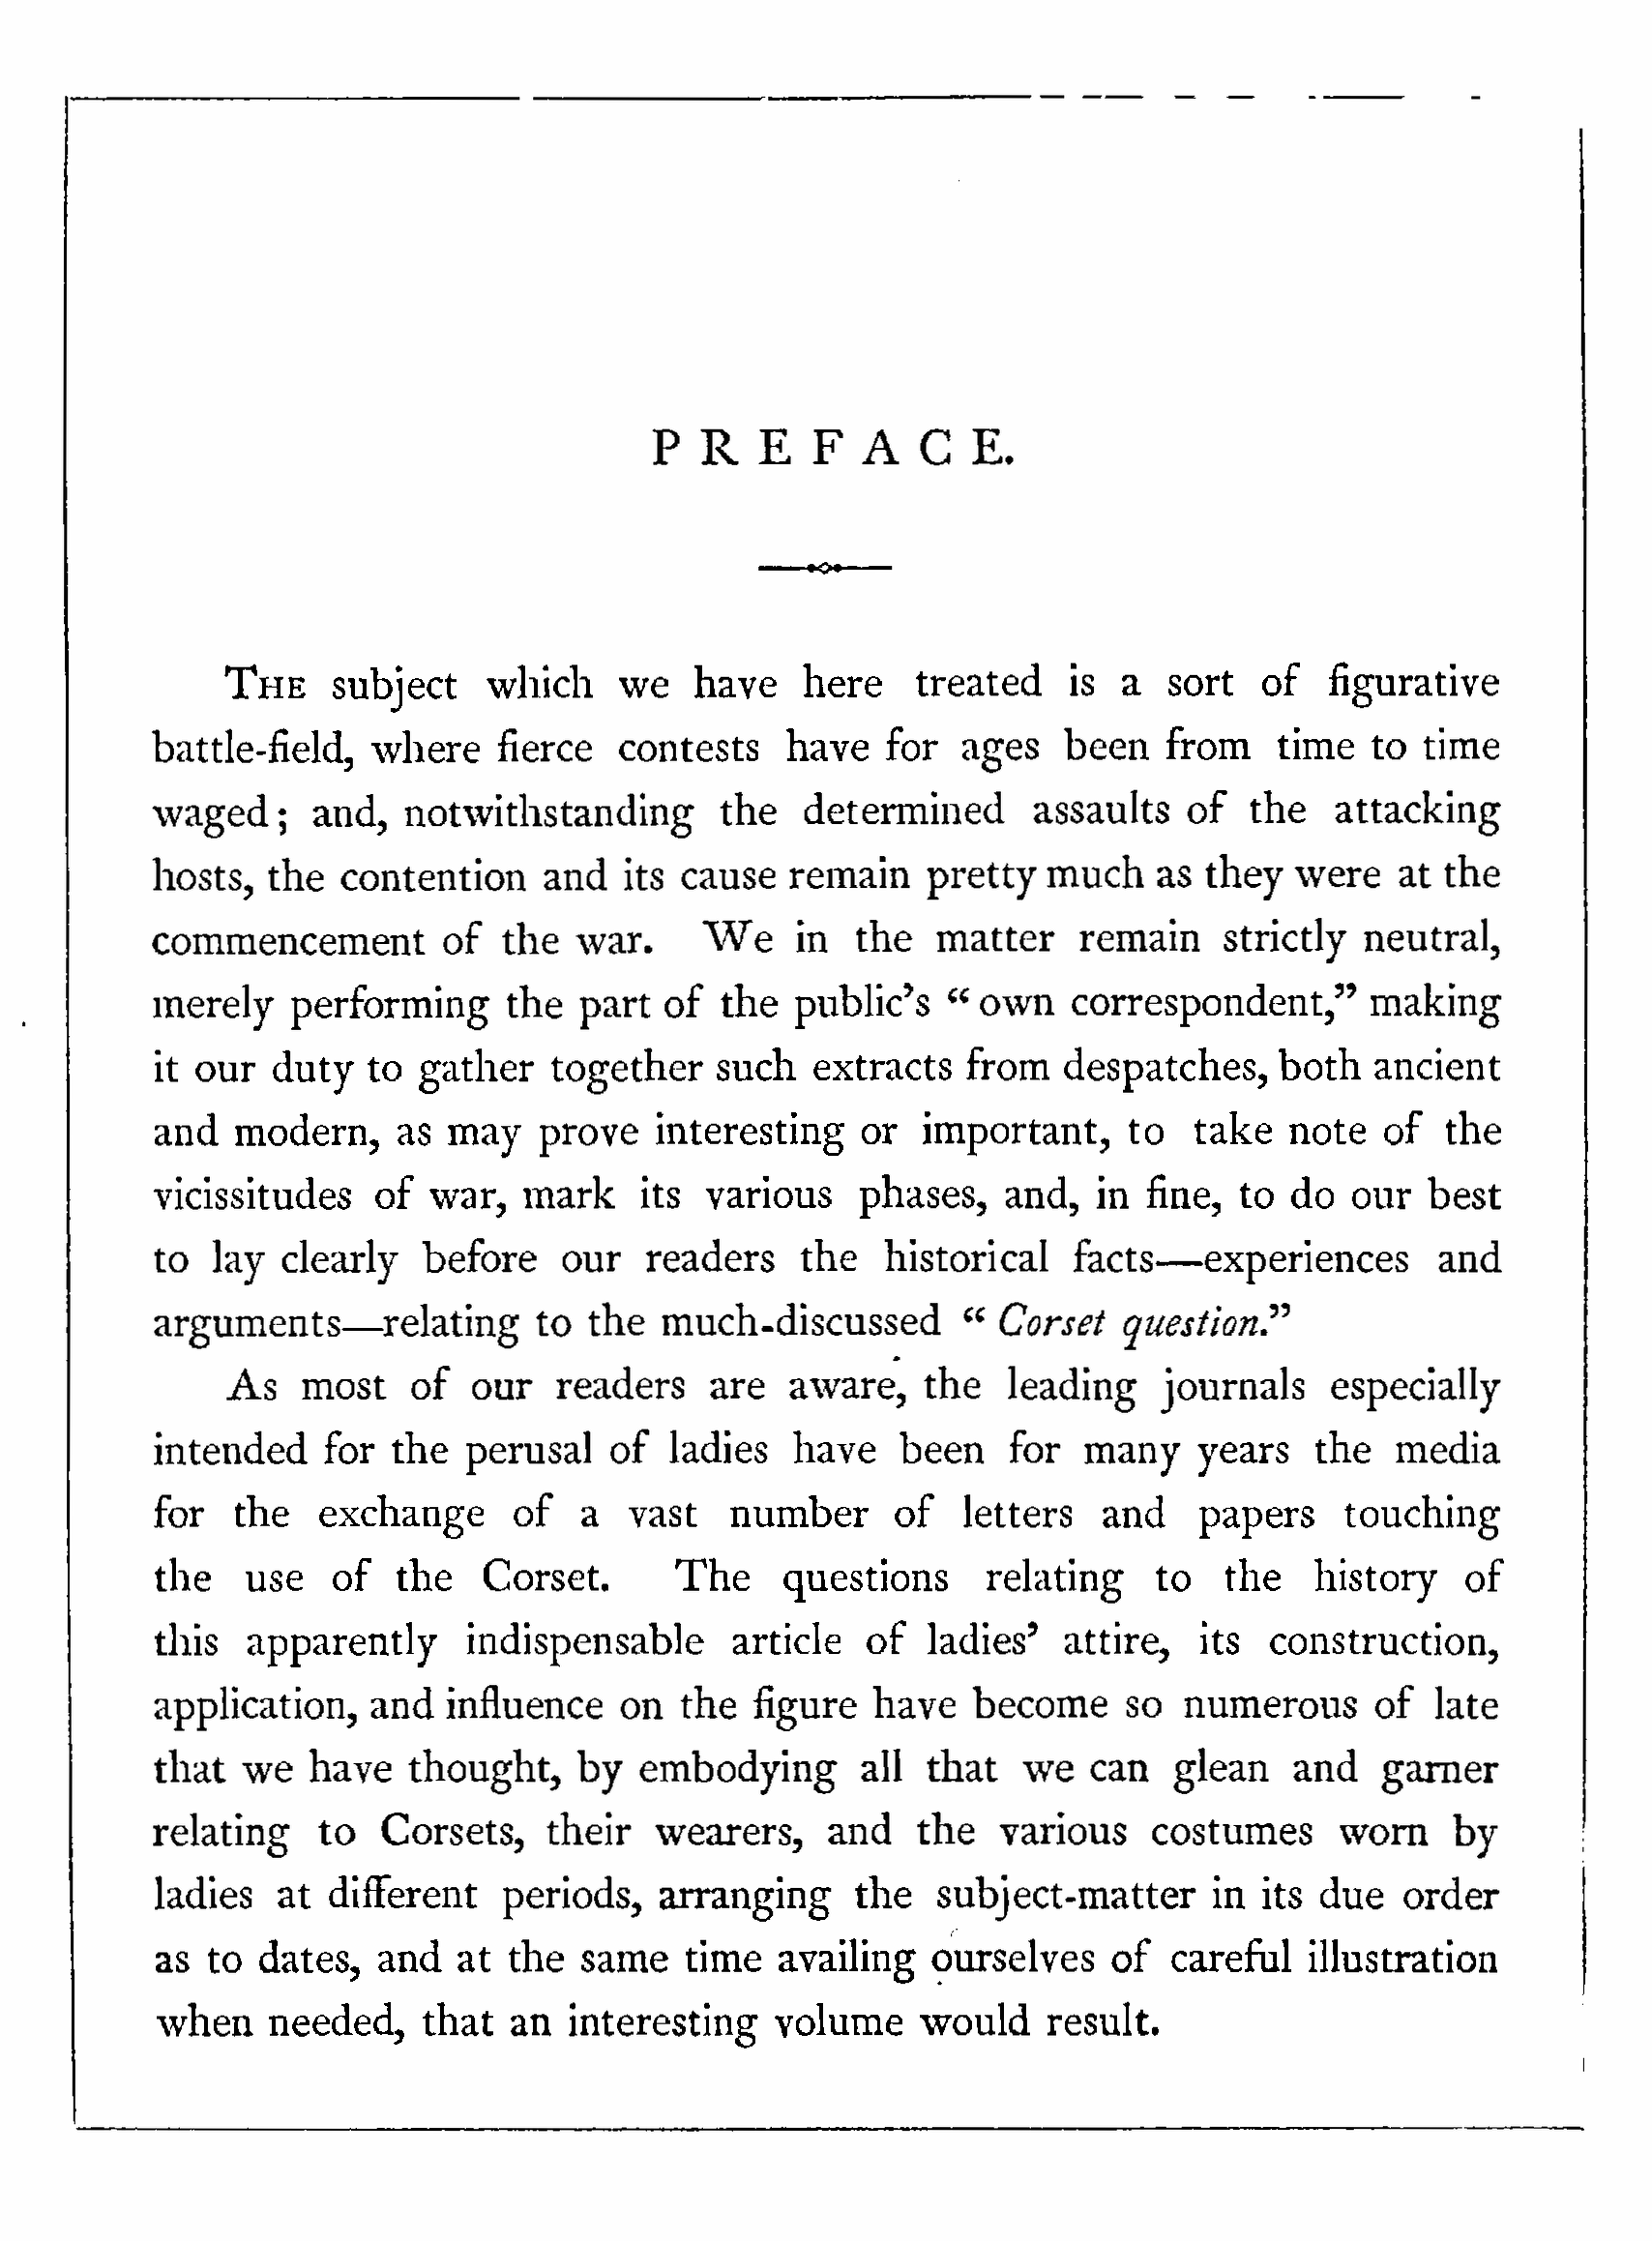 PREFACE.
THE subject which we have here treated is a sort of figurative
battle-field, where fierce contests have for ages been from time to time
waged; and, notwithstanding the determined assaults of the attacking
hosts, the contention and its cause remain pretty much as they were at the
commencement of the war. We in the matter remain strictly neutral,
merely performing the part of the public’s “own correspondent,” making
it our duty to gather together such extracts from despatches, both ancient
and modern, as may prove interesting or important, to take note of the
vicissitudes of war, mark its various phases, and, in fine, to do our best
to lay clearly before our readers the historical facts—experiences and
arguments—relating to the much-discussed “Corset question.”
As most of our readers are aware, the leading journals especially
intended for the perusal of ladies have been for many years the media
for the exchange of a vast number of letters and papers touching
the use of the Corset. The questions relating to the history of
this apparently indispensable article of ladies’ attire, its construction,
application, and influence on the figure have become so numerous of late
that we have thought, by embodying all that we can glean and garner
relating to Corsets, their wearers, and the various costumes worn by
ladies at different periods, arranging the subject-matter in its due order
as to dates, and at the same time availing ourselves of careful illustration
when needed, that an interesting volume would result.